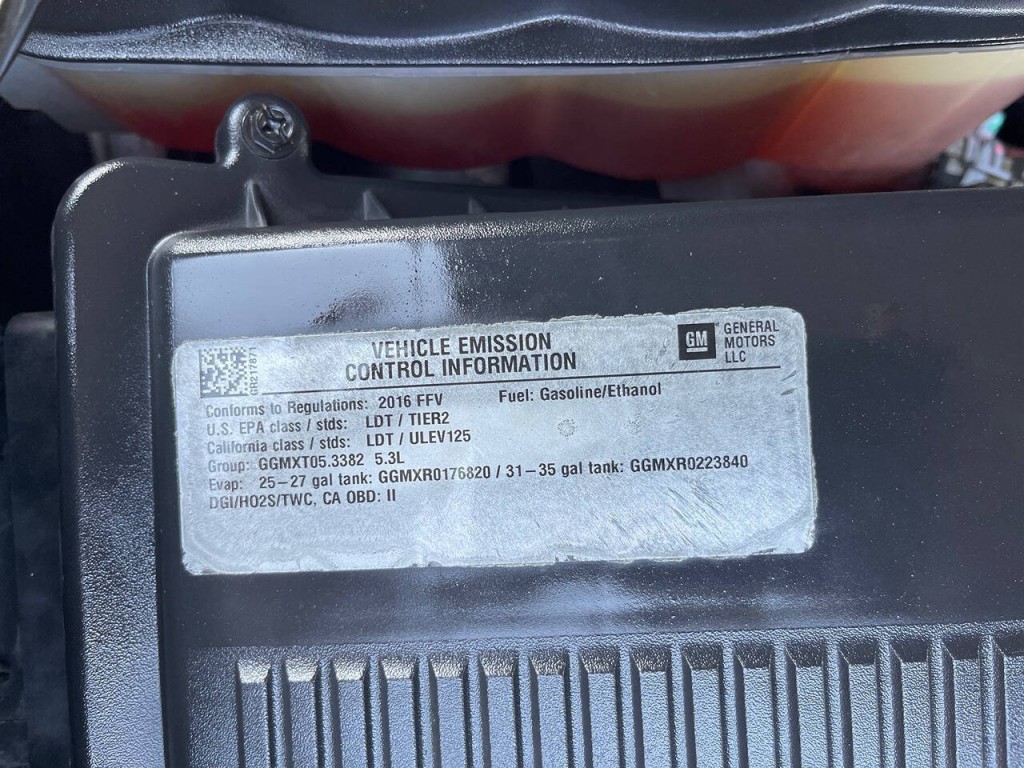 VEHICLE EMISSION
CONTROL INFORMATION
GM
GENERAL
MOTORS
LLC
Conforms to Regulations: 2016 FFV Fuel: Gasoline/Ethanol
U.S. EPA class / stds: LDT / TIER2
California class / stds: LDT / ULEV125
Group: GGMXT05.3382 5.3L
Evap: 25-27 gal tank: GGMXR0176820 / 31-35 gal tank: GGMXR0223840
DGI/HO2S/TWC, CA OBD: II